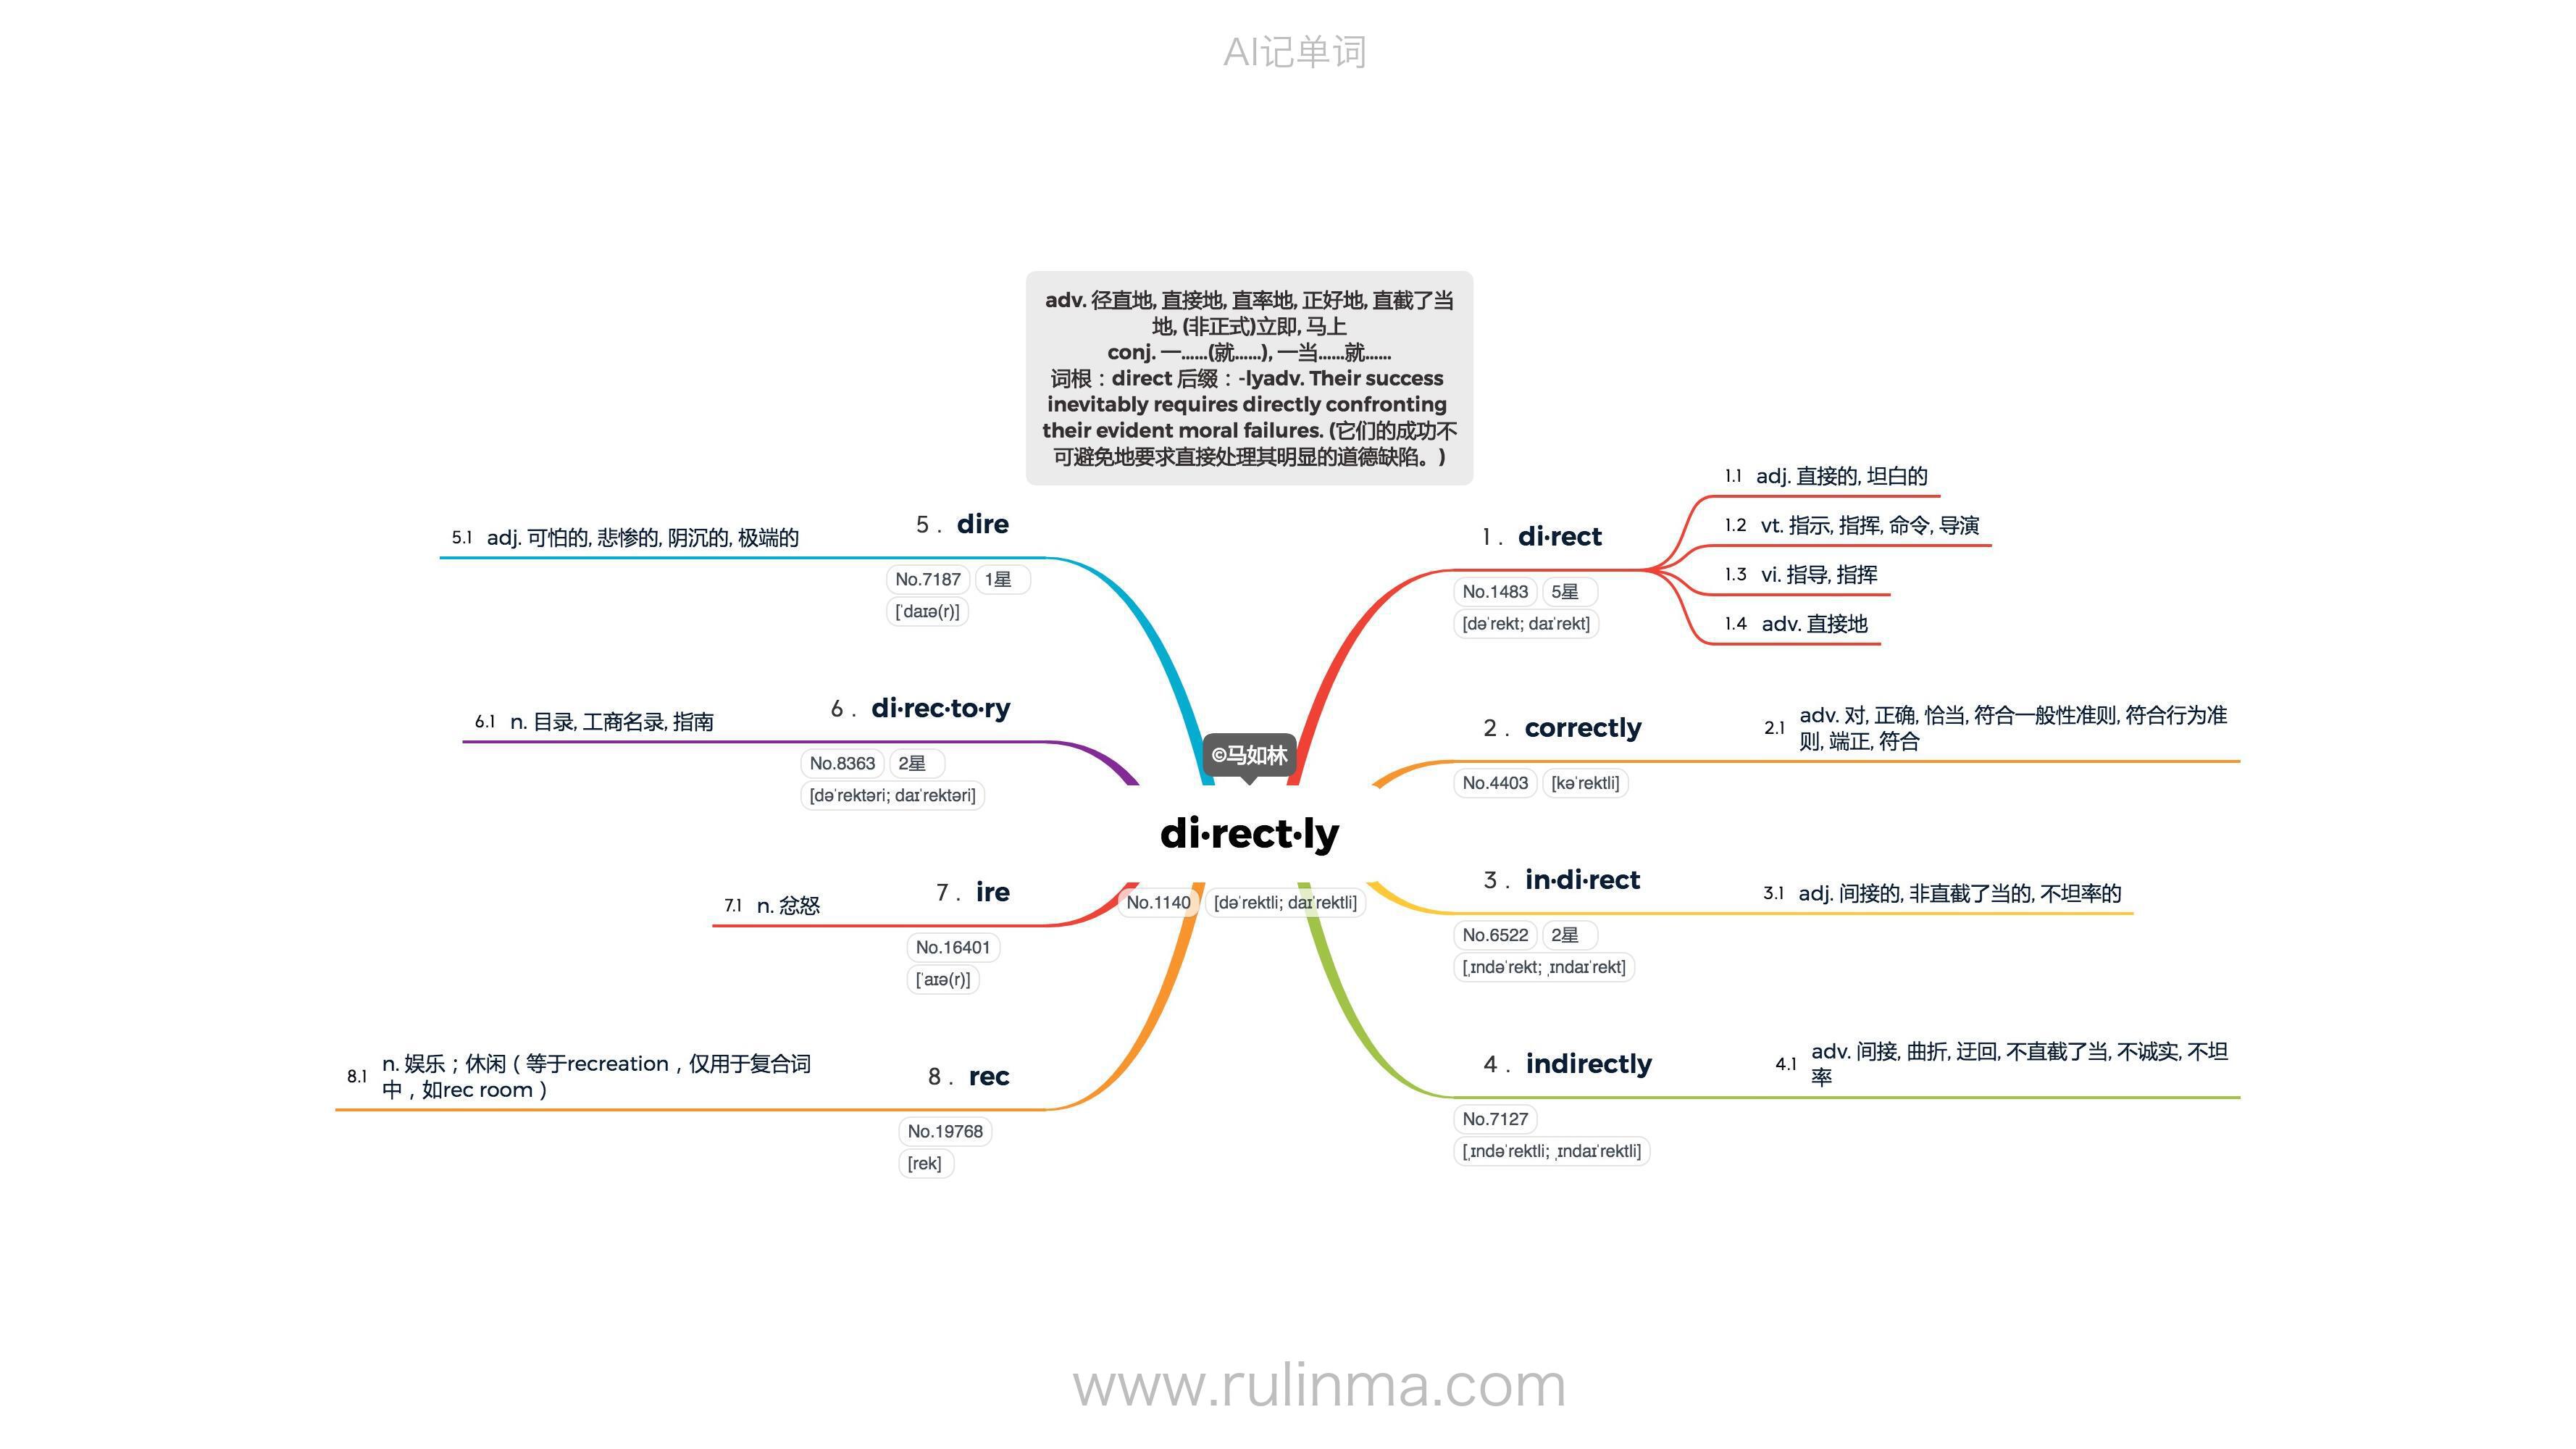 AI记单词
adv. 径直地, 直接地, 直率地, 正好地, 直截了当
地, (非正式)立即, 马上
conj. 一……(就……), 一当……就……
词根：direct 后缀：-lyadv. Their success
inevitably requires directly confronting
their evident moral failures. (它们的成功不
可避免地要求直接处理其明显的道德缺陷。)
©马如林
di·rect·ly
No.1140 [dəˈrektli; daɪˈrektli]
1. di·rect
No.1483 5星
[dəˈrekt; daɪˈrekt]
1.1 adj. 直接的, 坦白的
1.2 vt. 指示, 指挥, 命令, 导演
1.3 vi. 指导, 指挥
1.4 adv. 直接地
2. correctly
No.4403 [kəˈrektli]
2.1 adv. 对, 正确, 恰当, 符合一般性准则, 符合行为准
则, 端正, 符合
3. in·di·rect
No.6522 2星
[ˌɪndəˈrekt; ˌɪndaɪˈrekt]
3.1 adj. 间接的, 非直截了当的, 不坦率的
4. indirectly
No.7127
[ˌɪndəˈrektli; ˌɪndaɪˈrektli]
4.1 adv. 间接, 曲折, 迂回, 不直截了当, 不诚实, 不坦
率
5. dire
No.7187 1星
[ˈdaɪə(r)]
5.1 adj. 可怕的, 悲惨的, 阴沉的, 极端的
6. di·rec·to·ry
No.8363 2星
[dəˈrektəri; daɪˈrektəri]
6.1 n. 目录, 工商名录, 指南
7. ire
No.16401
[ˈaɪə(r)]
7.1 n. 忿怒
8. rec
No.19768
[rek]
8.1 n. 娱乐；休闲（等于recreation，仅用于复合词
中，如rec room）
www.rulinma.com